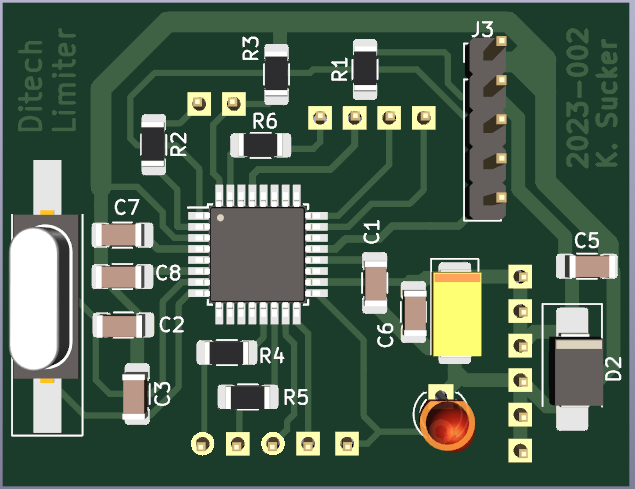 Ditech
Limiter
R3
R1
J3
2023-002
K. Sucker
R2
R6
C7
C8
C2
C3
C1
C6
C5
R4
R5
D2